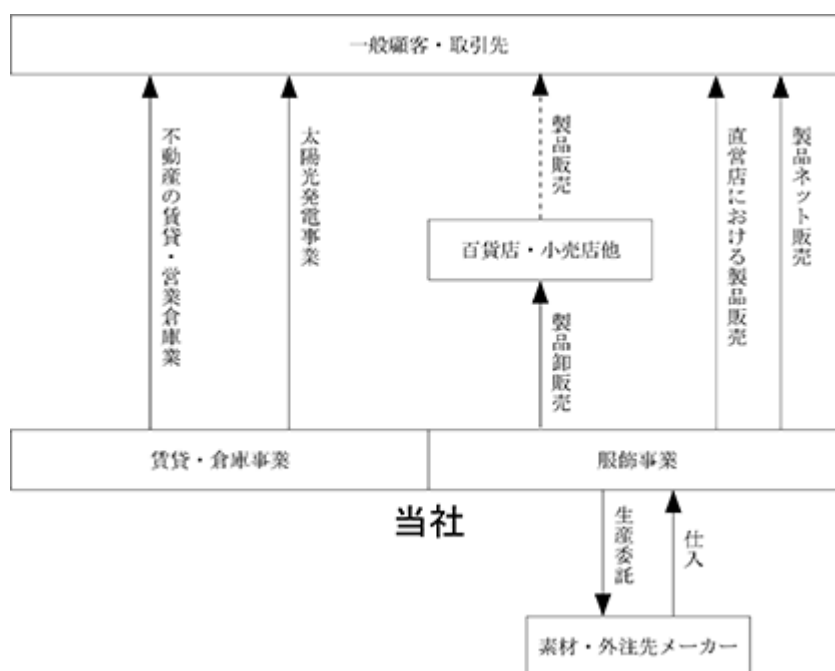 一般顧客・取引先
不動産の賃貸・営業倉庫業
太陽光発電事業
製品販売
直営店における製品販売
製品ネット販売
百貨店・小売店他
製品卸販売
賃貸・倉庫事業
服飾事業
当社
生産委託
仕入
素材・外注先メーカー